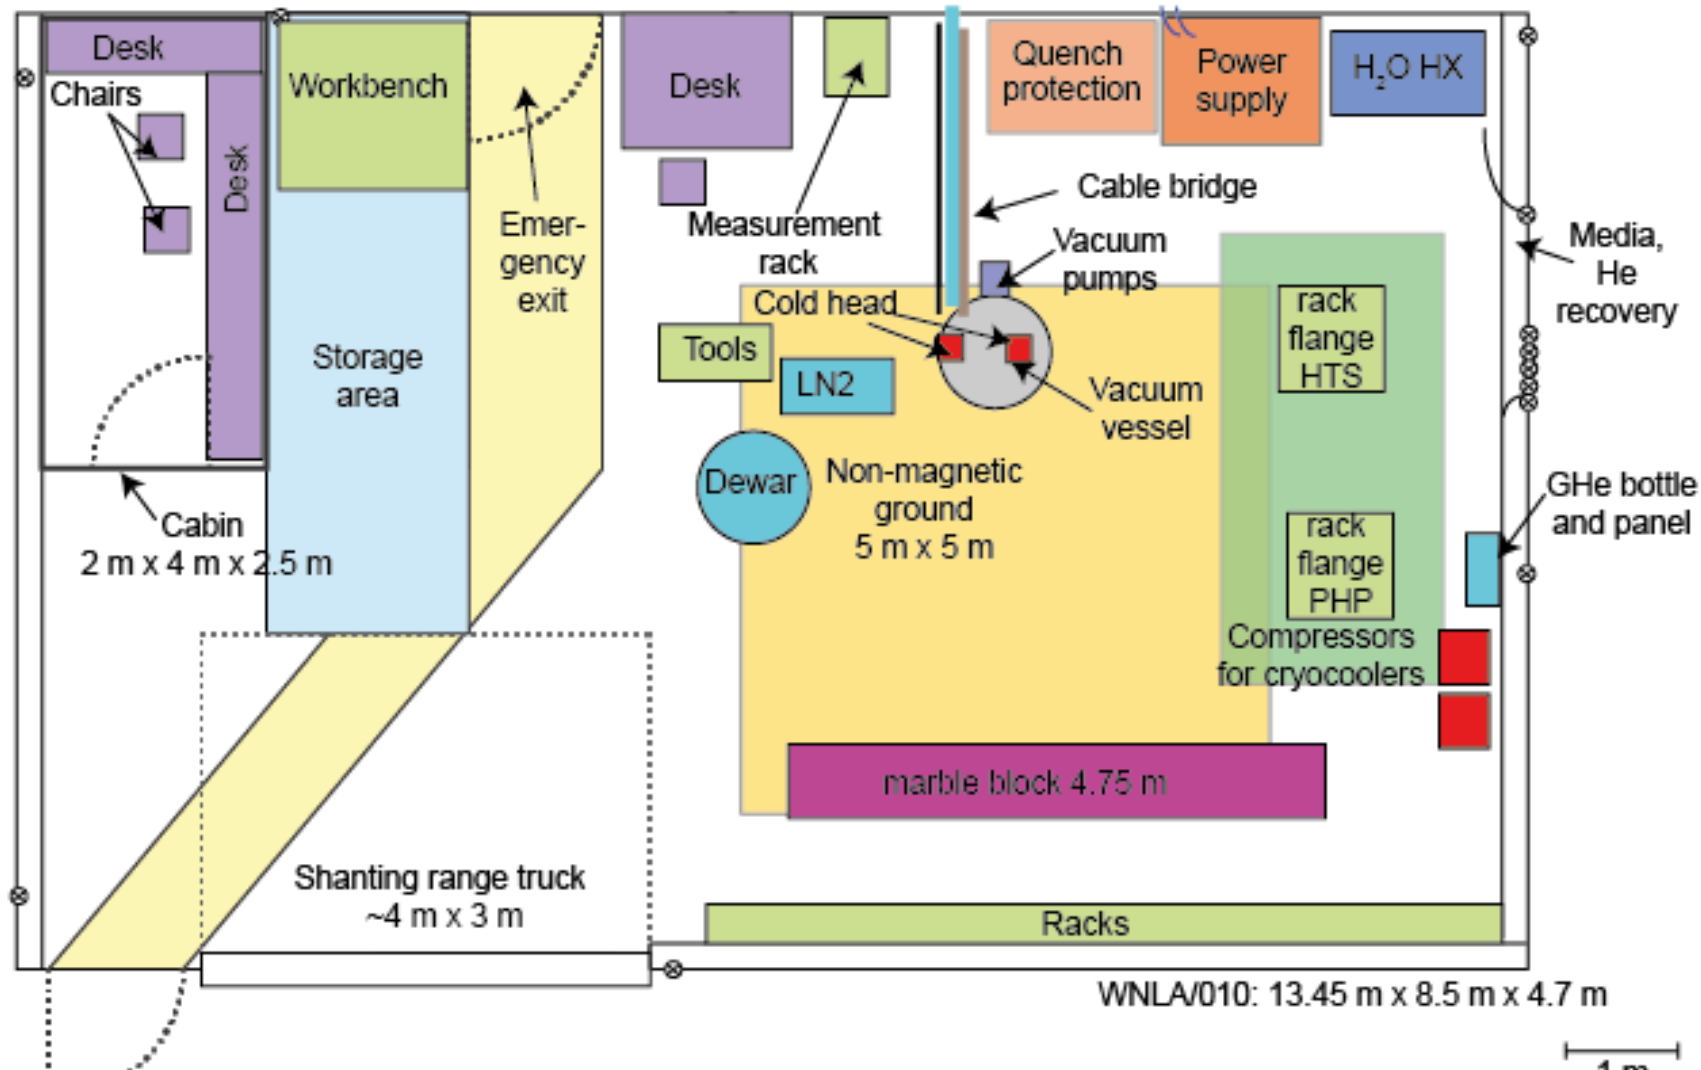 Desk
Chairs
Desk
Workbench
Emer-
gency
exit
Storage
area
Cabin
2 m x 4 m x 2.5 m
Desk
Measurement
rack
Quench
protection
Power
supply
H₂O HX
Cable bridge
Vacuum
pumps
Media,
He
recovery
Cold head
Tools
LN2
Vacuum
vessel
rack
flange
HTS
Dewar
Non-magnetic
ground
5 m x 5 m
rack
flange
PHP
GHe bottle
and panel
Compressors
for cryocoolers
marble block 4.75 m
Shanting range truck
~4 m x 3 m
Racks
WNLA/010: 13.45 m x 8.5 m x 4.7 m
1 m